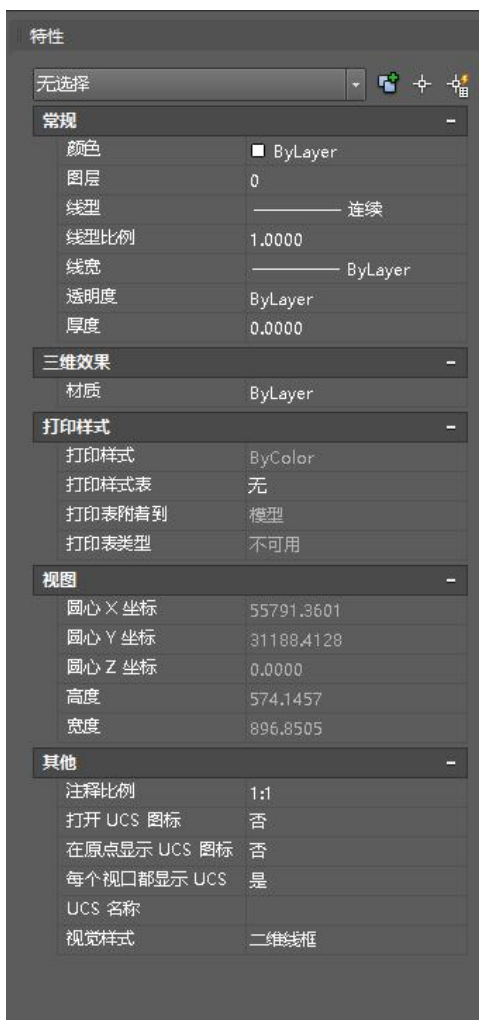 特性
无选择
常规
颜色 ByLayer
图层 0
线型 连续
线型比例 1.0000
线宽 ByLayer
透明度 ByLayer
厚度 0.0000
三维效果
材质 ByLayer
打印样式
打印样式 ByColor
打印样式表 无
打印表附着到 模型
打印表类型 不可用
视图
圆心 X 坐标 55791.3601
圆心 Y 坐标 31188.4128
圆心 Z 坐标 0.0000
高度 574.1457
宽度 896.8505
其他
注释比例 1:1
打开 UCS 图标 否
在原点显示 UCS 图标 否
每个视口都显示 UCS 是
UCS 名称
视觉样式 二维线框